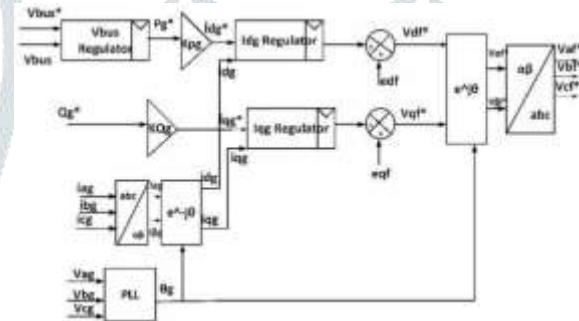 Vbus*
Vbus
Vbus
Regulator
Pg*
Kpg
idg*
Idg Regulator
idg
Vdf*
edf
Qg*
KQg
iqg*
Iqg Regulator
iqg
Vqf*
eqf
e^jθ
αβ
abc
Vaf*
Vbf*
Vcf*
iag
ibg
icg
abc
αβ
e^-jθ
idg
iqg
Vag
Vbg
Vcg
PLL
θg